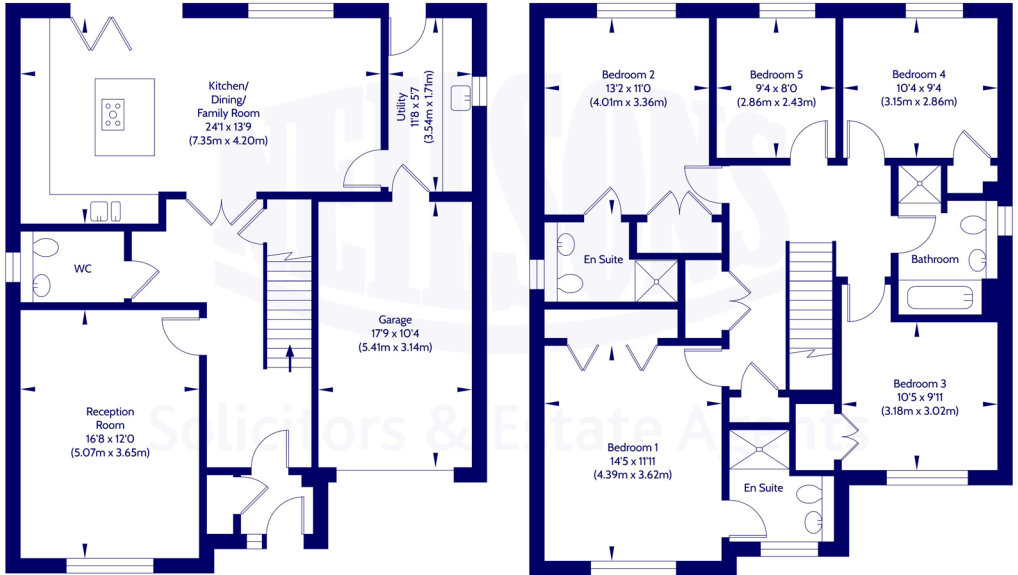 Kitchen/
Dining/
Family Room
24'1 x 13'9
(7.35m x 4.20m)
Utility
11'8 x 5'7
(3.54m x 1.71m)
WC
Garage
17'9 x 10'4
(5.41m x 3.14m)
Reception
Room
16'8 x 12'0
(5.07m x 3.65m)
Bedroom 2
13'2 x 11'0
(4.01m x 3.36m)
Bedroom 5
9'4 x 8'0
(2.86m x 2.43m)
Bedroom 4
10'4 x 9'4
(3.15m x 2.86m)
En Suite
Bathroom
Bedroom 3
10'5 x 9'11
(3.18m x 3.02m)
Bedroom 1
14'5 x 11'11
(4.39m x 3.62m)
En Suite
NEILSONS
Solicitors & Estate Agents